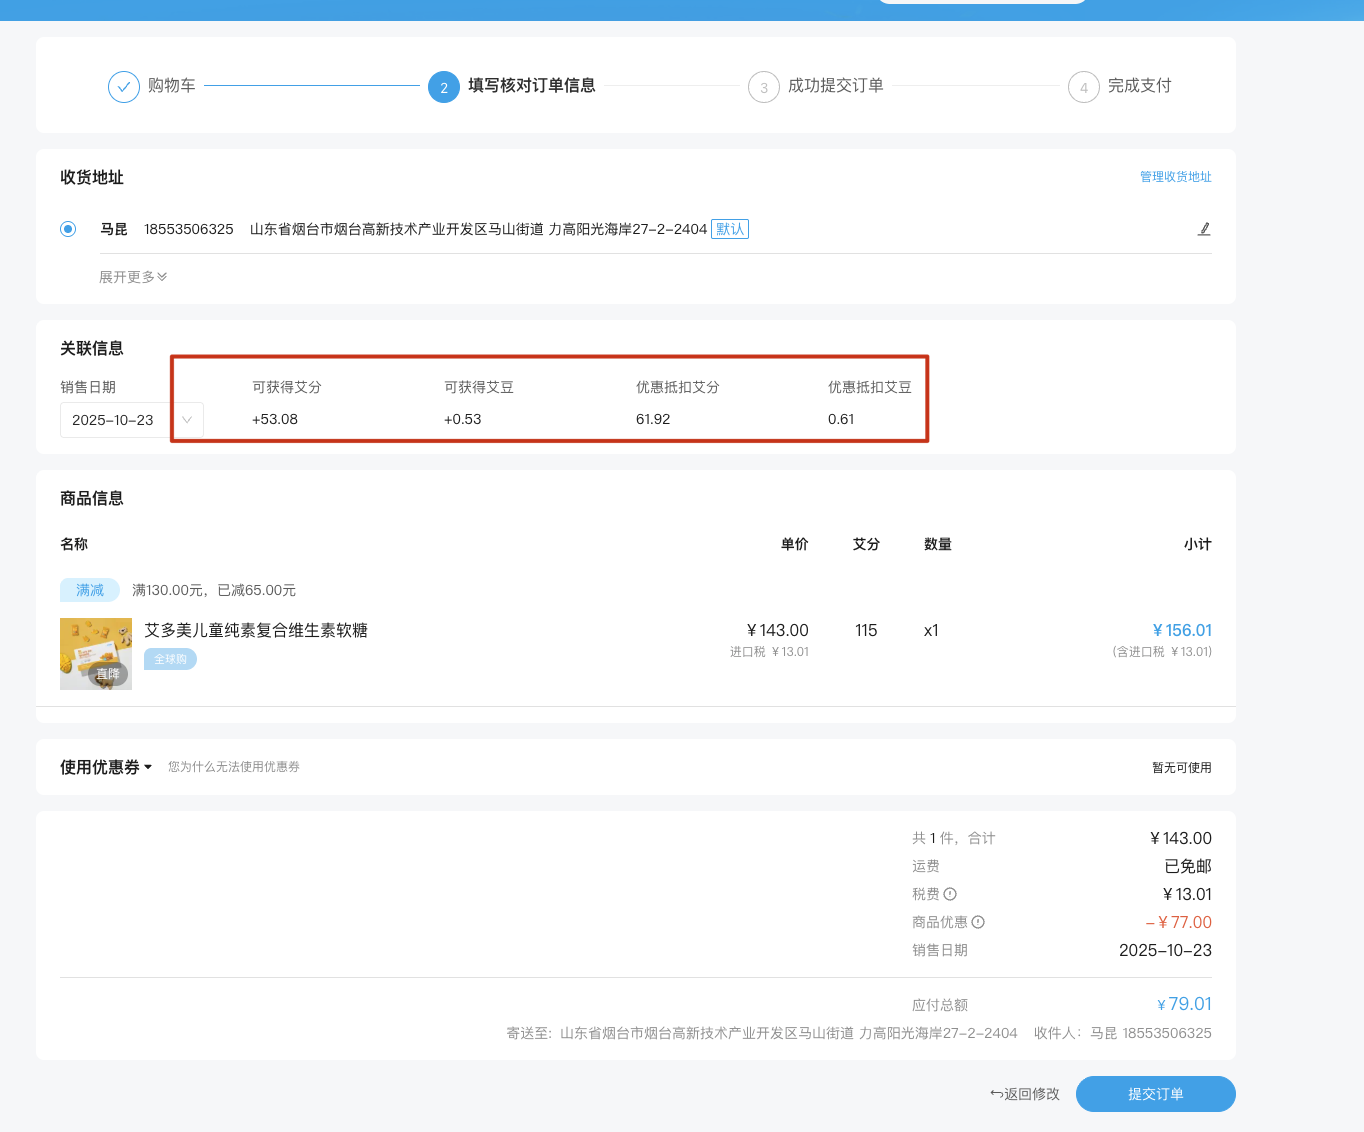 购物车
2 填写核对订单信息
3 成功提交订单
4 完成支付
收货地址 管理收货地址
马昆 18553506325 山东省烟台市烟台高新技术产业开发区马山街道 力高阳光海岸27-2-2404 默认
展开更多
关联信息
销售日期 可获得艾分 可获得艾豆 优惠抵扣艾分 优惠抵扣艾豆
2025-10-23 +53.08 +0.53 61.92 0.61
商品信息
名称 单价 艾分 数量 小计
满减 满130.00元，已减65.00元
艾多美儿童纯素复合维生素软糖 ¥143.00 115 x1 ¥156.01
全球购 进口税 ¥13.01 (含进口税 ¥13.01)
直降
使用优惠券 您为什么无法使用优惠券 暂无可使用
共 1 件，合计 ¥143.00
运费 已免邮
税费 ¥13.01
商品优惠 -¥77.00
销售日期 2025-10-23
应付总额 ¥79.01
寄送至: 山东省烟台市烟台高新技术产业开发区马山街道 力高阳光海岸27-2-2404 收件人: 马昆 18553506325
返回修改 提交订单